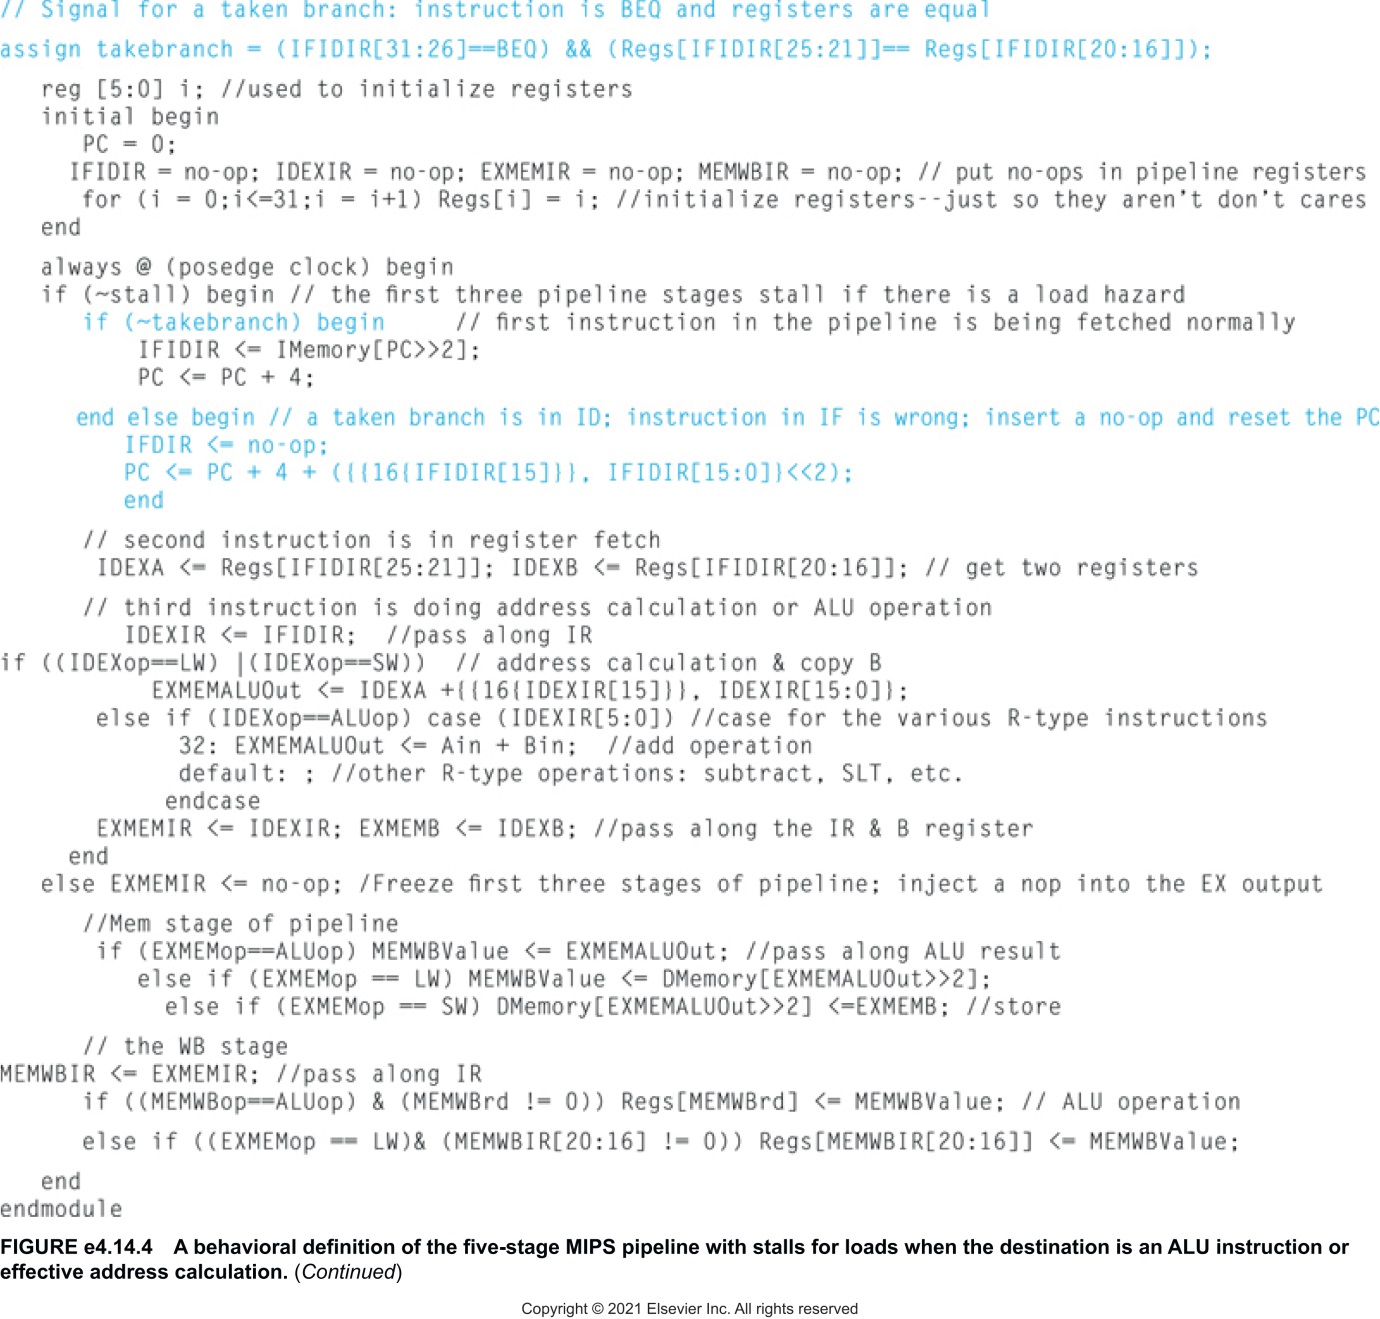 // Signal for a taken branch: instruction is BEQ and registers are equal
assign takebranch = (IFIDIR[31:26]==BEQ) && (Regs[IFIDIR[25:21]]== Regs[IFIDIR[20:16]]);
reg [5:0] i; //used to initialize registers
initial begin
PC = 0;
IFIDIR = no-op; IDEXIR = no-op; EXMEMIR = no-op; MEMWBIR = no-op; // put no-ops in pipeline registers
for (i = 0;i<=31;i = i+1) Regs[i] = i; //initialize registers--just so they aren't don't cares
end
always @ (posedge clock) begin
if (~stall) begin // the first three pipeline stages stall if there is a load hazard
if (~takebranch) begin // first instruction in the pipeline is being fetched normally
IFIDIR <= IMemory[PC>>2];
PC <= PC + 4;
end else begin // a taken branch is in ID; instruction in IF is wrong; insert a no-op and reset the PC
IFDIR <= no-op;
PC <= PC + 4 + ({{16{IFIDIR[15]}}, IFIDIR[15:0]}<<2);
end
// second instruction is in register fetch
IDEXA <= Regs[IFIDIR[25:21]]; IDEXB <= Regs[IFIDIR[20:16]]; // get two registers
// third instruction is doing address calculation or ALU operation
IDEXIR <= IFIDIR; //pass along IR
if ((IDEXop==LW) |(IDEXop==SW)) // address calculation & copy B
EXMEMALUOut <= IDEXA +{{16{IDEXIR[15]}}, IDEXIR[15:0]};
else if (IDEXop==ALUop) case (IDEXIR[5:0]) //case for the various R-type instructions
32: EXMEMALUOut <= Ain + Bin; //add operation
default: ; //other R-type operations: subtract, SLT, etc.
endcase
EXMEMIR <= IDEXIR; EXMEMB <= IDEXB; //pass along the IR & B register
end
else EXMEMIR <= no-op; /Freeze first three stages of pipeline; inject a nop into the EX output
//Mem stage of pipeline
if (EXMEMop==ALUop) MEMWBValue <= EXMEMALUOut; //pass along ALU result
else if (EXMEMop == LW) MEMWBValue <= DMemory[EXMEMALUOut>>2];
else if (EXMEMop == SW) DMemory[EXMEMALUOut>>2] <=EXMEMB; //store
// the WB stage
MEMWBIR <= EXMEMIR; //pass along IR
if ((MEMWBop==ALUop) & (MEMWBrd != 0)) Regs[MEMWBrd] <= MEMWBValue; // ALU operation
else if ((EXMEMop == LW)& (MEMWBIR[20:16] != 0)) Regs[MEMWBIR[20:16]] <= MEMWBValue;
end
endmodule
FIGURE e4.14.4 A behavioral definition of the five-stage MIPS pipeline with stalls for loads when the destination is an ALU instruction or
effective address calculation. (Continued)
Copyright © 2021 Elsevier Inc. All rights reserved